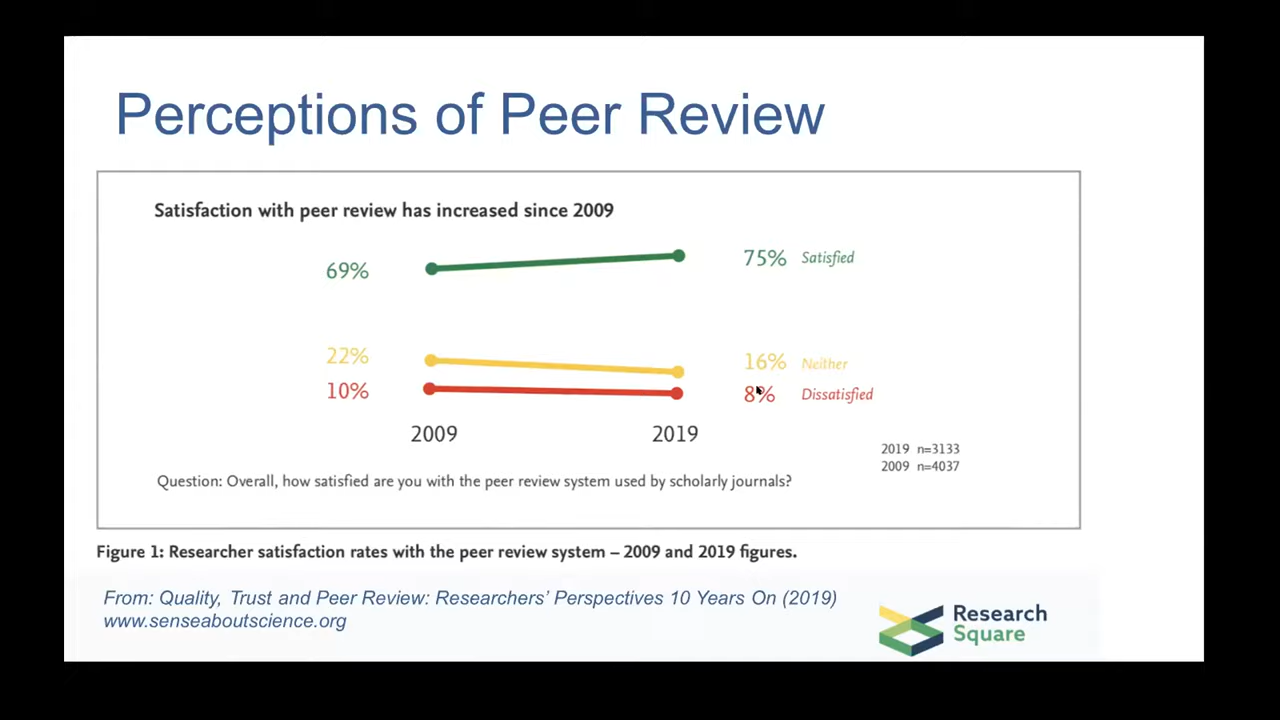 Perceptions of Peer Review
Satisfaction with peer review has increased since 2009
69%
75% Satisfied
22%
16% Neither
10%
8% Dissatisfied
2009 2019
2019 n=3133
2009 n=4037
Question: Overall, how satisfied are you with the peer review system used by scholarly journals?
Figure 1: Researcher satisfaction rates with the peer review system – 2009 and 2019 figures.
From: Quality, Trust and Peer Review: Researchers’ Perspectives 10 Years On (2019)
www.senseaboutscience.org
Research
Square